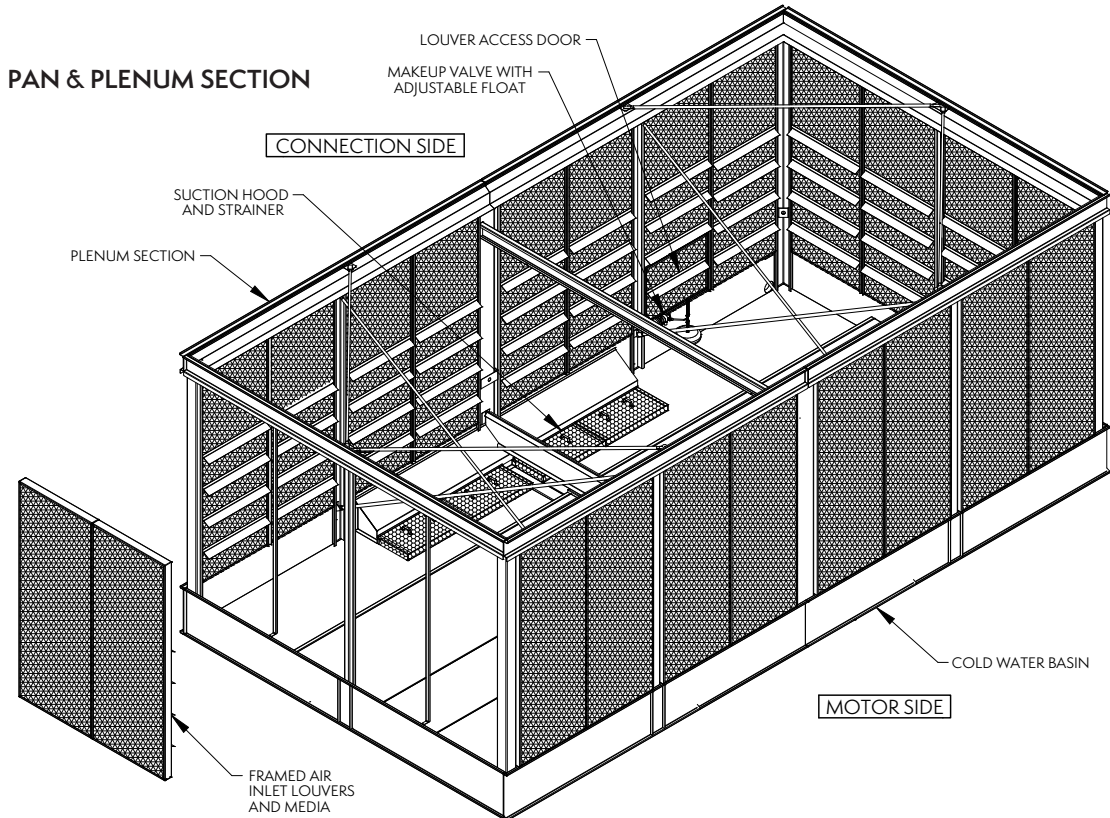 PAN & PLENUM SECTION
LOUVER ACCESS DOOR
MAKEUP VALVE WITH
ADJUSTABLE FLOAT
CONNECTION SIDE
SUCTION HOOD
AND STRAINER
PLENUM SECTION
COLD WATER BASIN
MOTOR SIDE
FRAMED AIR
INLET LOUVERS
AND MEDIA